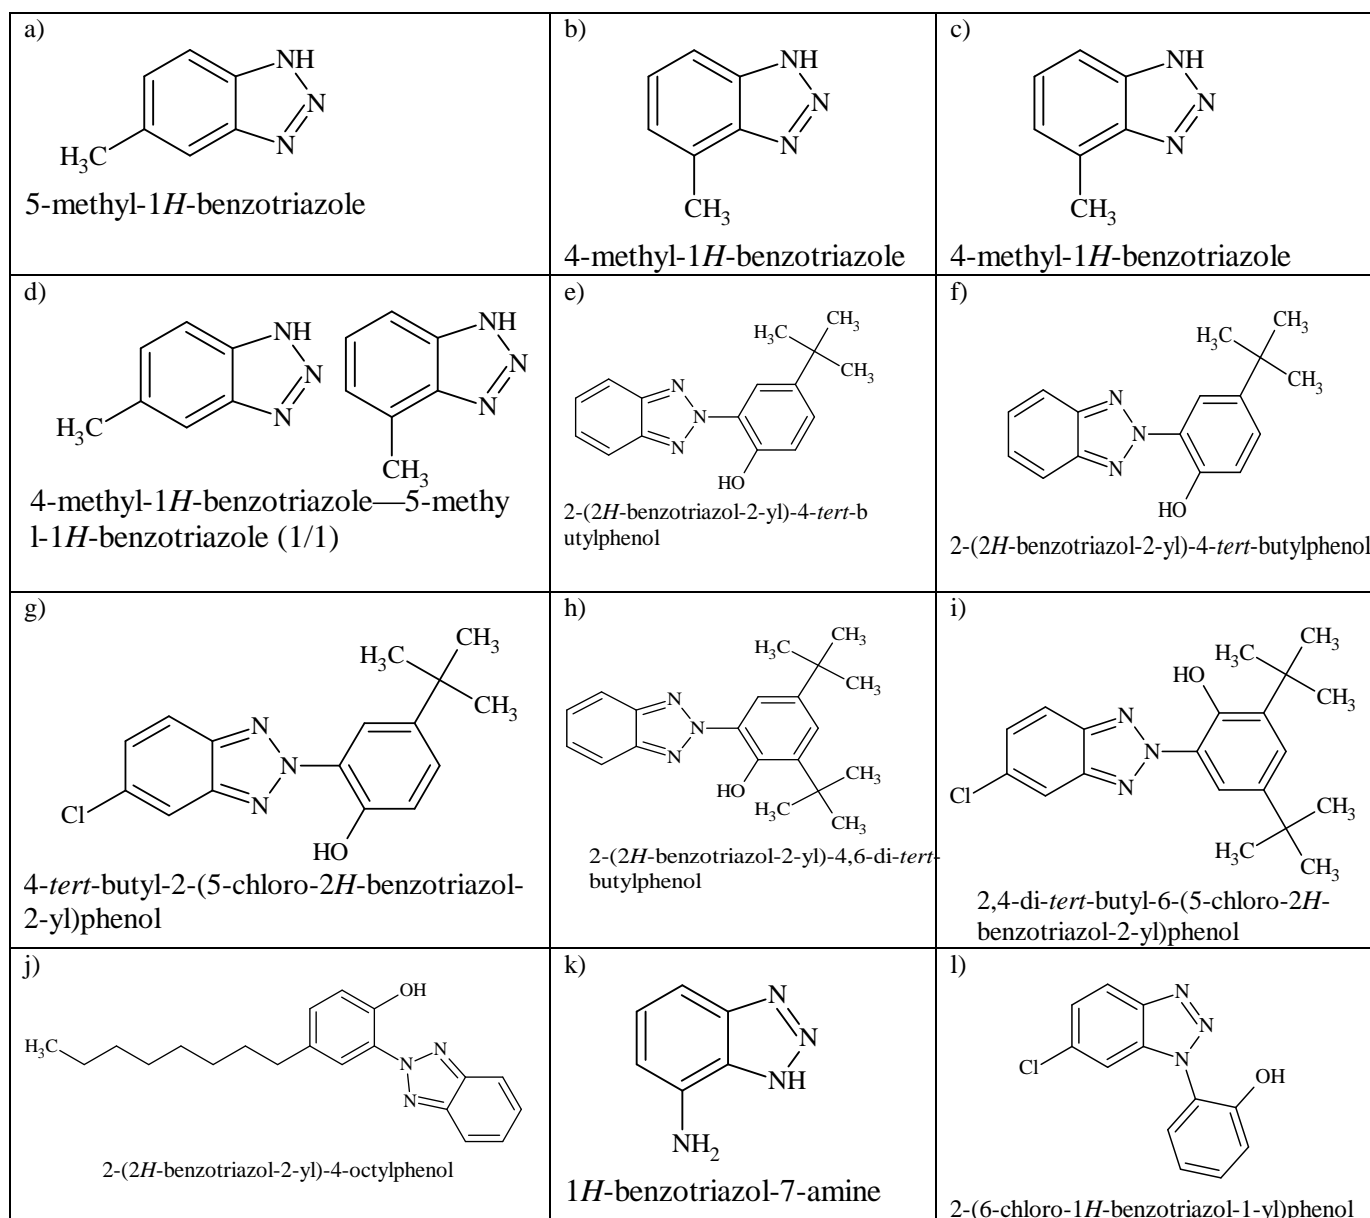 a)
NH
N
N
H3C
5-methyl-1H-benzotriazole
b)
NH
N
N
CH3
4-methyl-1H-benzotriazole
c)
NH
N
N
CH3
4-methyl-1H-benzotriazole
d)
NH
N
N
H3C
NH
N
N
CH3
4-methyl-1H-benzotriazole—5-methy
l-1H-benzotriazole (1/1)
e)
CH3
H3C
CH3
N
N
N
HO
2-(2H-benzotriazol-2-yl)-4-tert-b
utylphenol
f)
CH3
H3C
CH3
N
N
N
HO
2-(2H-benzotriazol-2-yl)-4-tert-butylphenol
g)
CH3
H3C
CH3
N
N
N
Cl
HO
4-tert-butyl-2-(5-chloro-2H-benzotriazol-
2-yl)phenol
h)
CH3
H3C
CH3
N
N
N
HO
CH3
H3C
CH3
2-(2H-benzotriazol-2-yl)-4,6-di-tert-
butylphenol
i)
CH3
H3C
HO
CH3
N
N
N
Cl
CH3
H3C
CH3
2,4-di-tert-butyl-6-(5-chloro-2H-
benzotriazol-2-yl)phenol
j)
OH
H3C
N
N
N
2-(2H-benzotriazol-2-yl)-4-octylphenol
k)
N
N
NH
NH2
1H-benzotriazol-7-amine
l)
N
N
N
Cl
OH
2-(6-chloro-1H-benzotriazol-1-yl)phenol